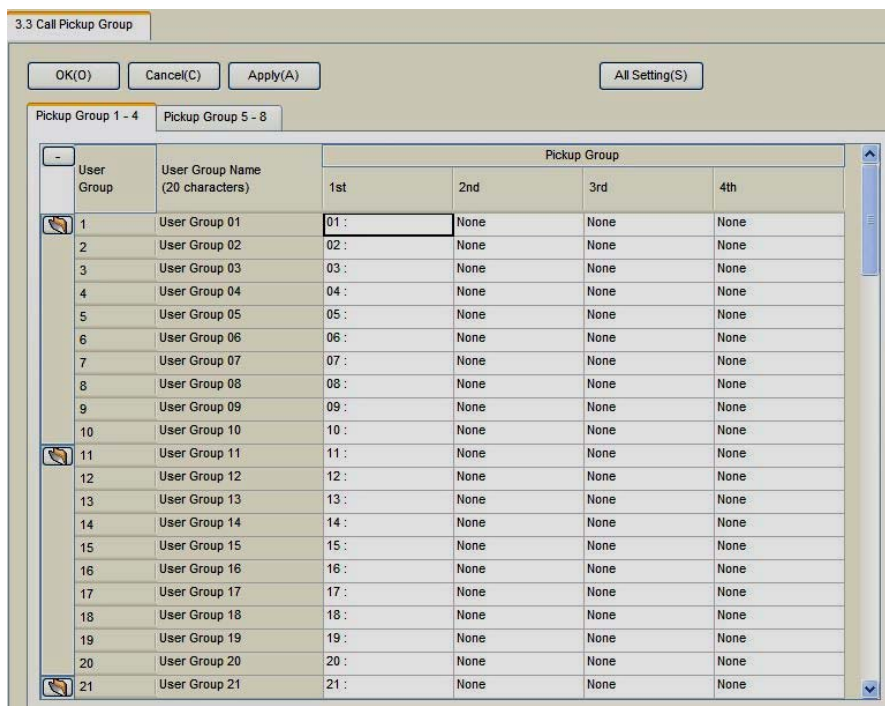 3.3 Call Pickup Group
OK(O) Cancel(C) Apply(A) All Setting(S)
Pickup Group 1 - 4 Pickup Group 5 - 8
-
Pickup Group
User Group User Group Name (20 characters) 1st 2nd 3rd 4th
1 User Group 01 01 : None None None
2 User Group 02 02 : None None None
3 User Group 03 03 : None None None
4 User Group 04 04 : None None None
5 User Group 05 05 : None None None
6 User Group 06 06 : None None None
7 User Group 07 07 : None None None
8 User Group 08 08 : None None None
9 User Group 09 09 : None None None
10 User Group 10 10 : None None None
11 User Group 11 11 : None None None
12 User Group 12 12 : None None None
13 User Group 13 13 : None None None
14 User Group 14 14 : None None None
15 User Group 15 15 : None None None
16 User Group 16 16 : None None None
17 User Group 17 17 : None None None
18 User Group 18 18 : None None None
19 User Group 19 19 : None None None
20 User Group 20 20 : None None None
21 User Group 21 21 : None None None